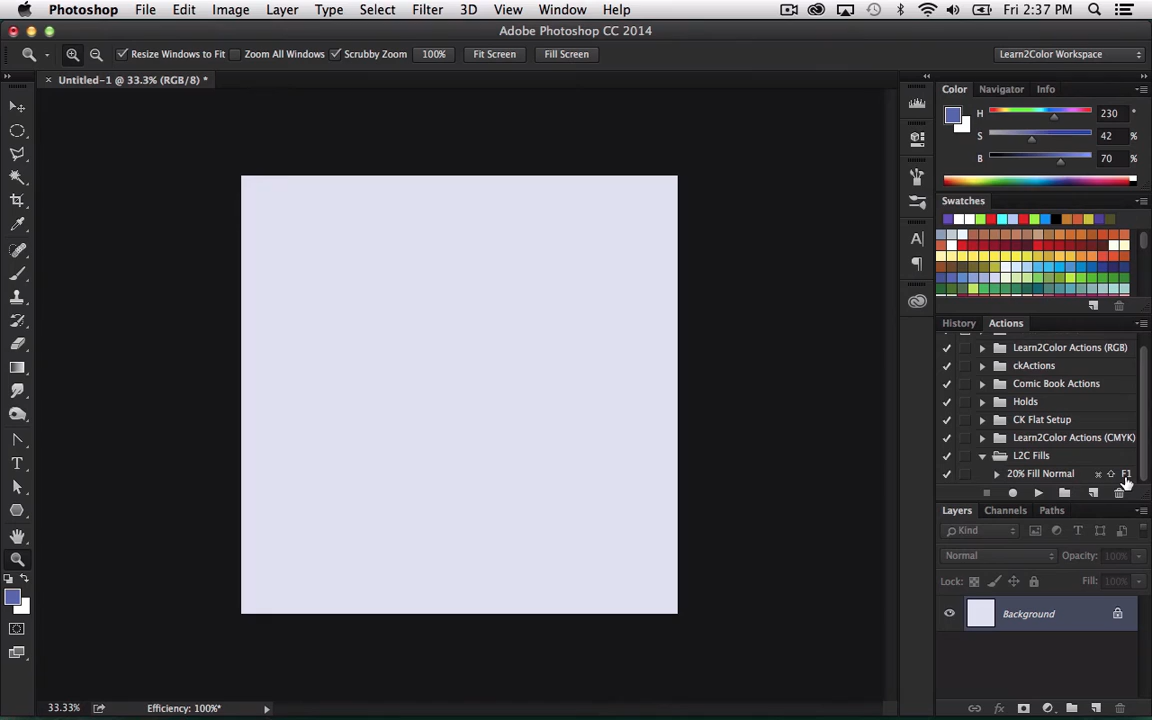 Photoshop File Edit Image Layer Type Select Filter 3D View Window Help Fri 2:37 PM
Adobe Photoshop CC 2014
Resize Windows to Fit Zoom All Windows Scrubby Zoom 100% Fit Screen Fill Screen Learn2Color Workspace
Untitled-1 @ 33.3% (RGB/8) *
Color Navigator Info
H 230 °
S 42 %
B 70 %
Swatches
History Actions
Learn2Color Actions (RGB)
ckActions
Comic Book Actions
Holds
CK Flat Setup
Learn2Color Actions (CMYK)
L2C Fills
20% Fill Normal ⌘ ⇧ F1
Layers Channels Paths
Kind
Normal Opacity: 100%
Lock: Fill: 100%
Background
33.33% Efficiency: 100%*